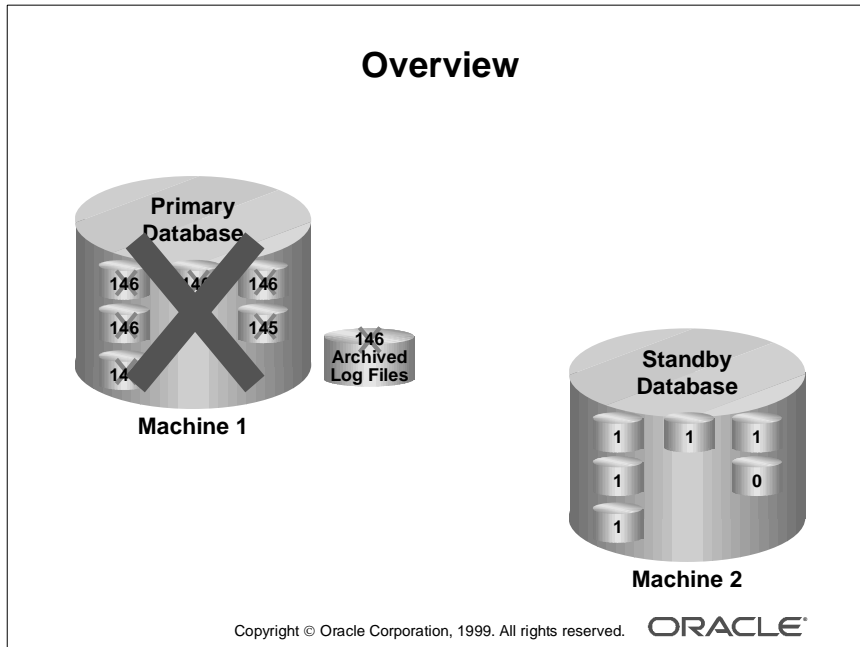 Overview
Primary
Database
146 146
146 145
146
Archived
Log Files
Machine 1
Standby
Database
1 1 1
1 0
1
Machine 2
Copyright © Oracle Corporation, 1999. All rights reserved. ORACLE®